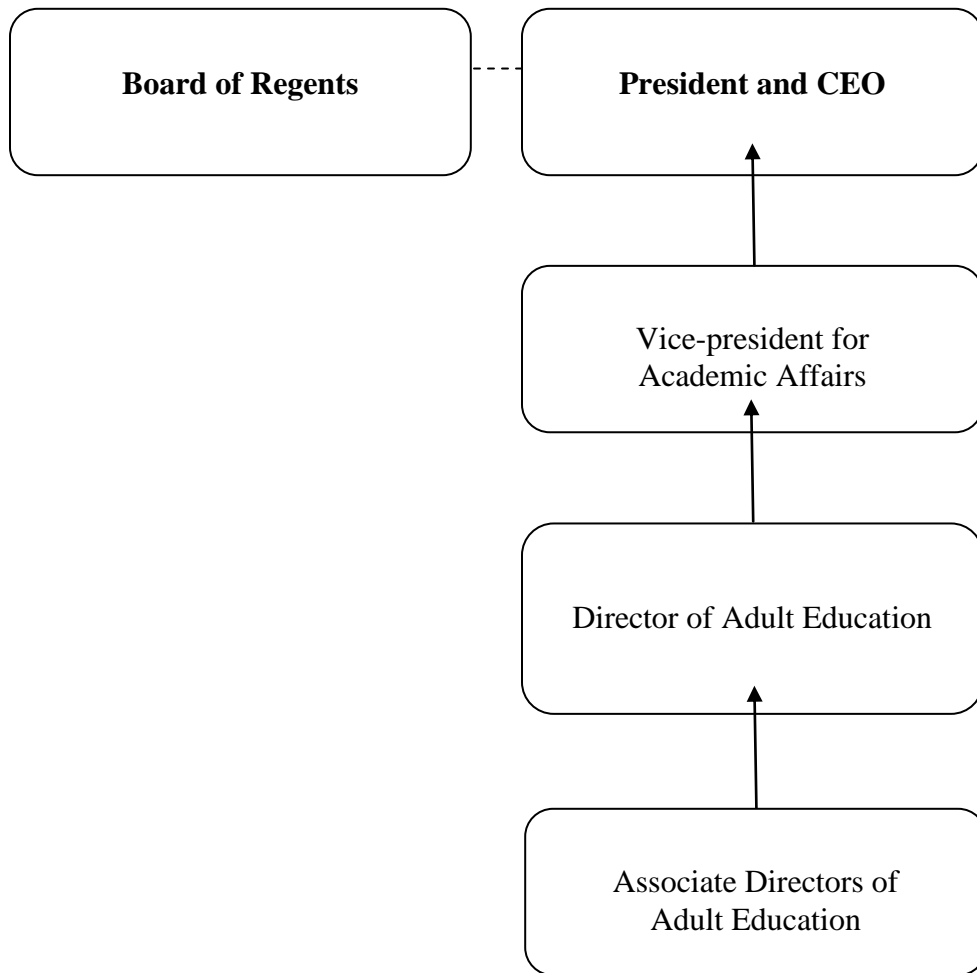 Board of Regents
President and CEO
Vice-president for
Academic Affairs
Director of Adult Education
Associate Directors of
Adult Education